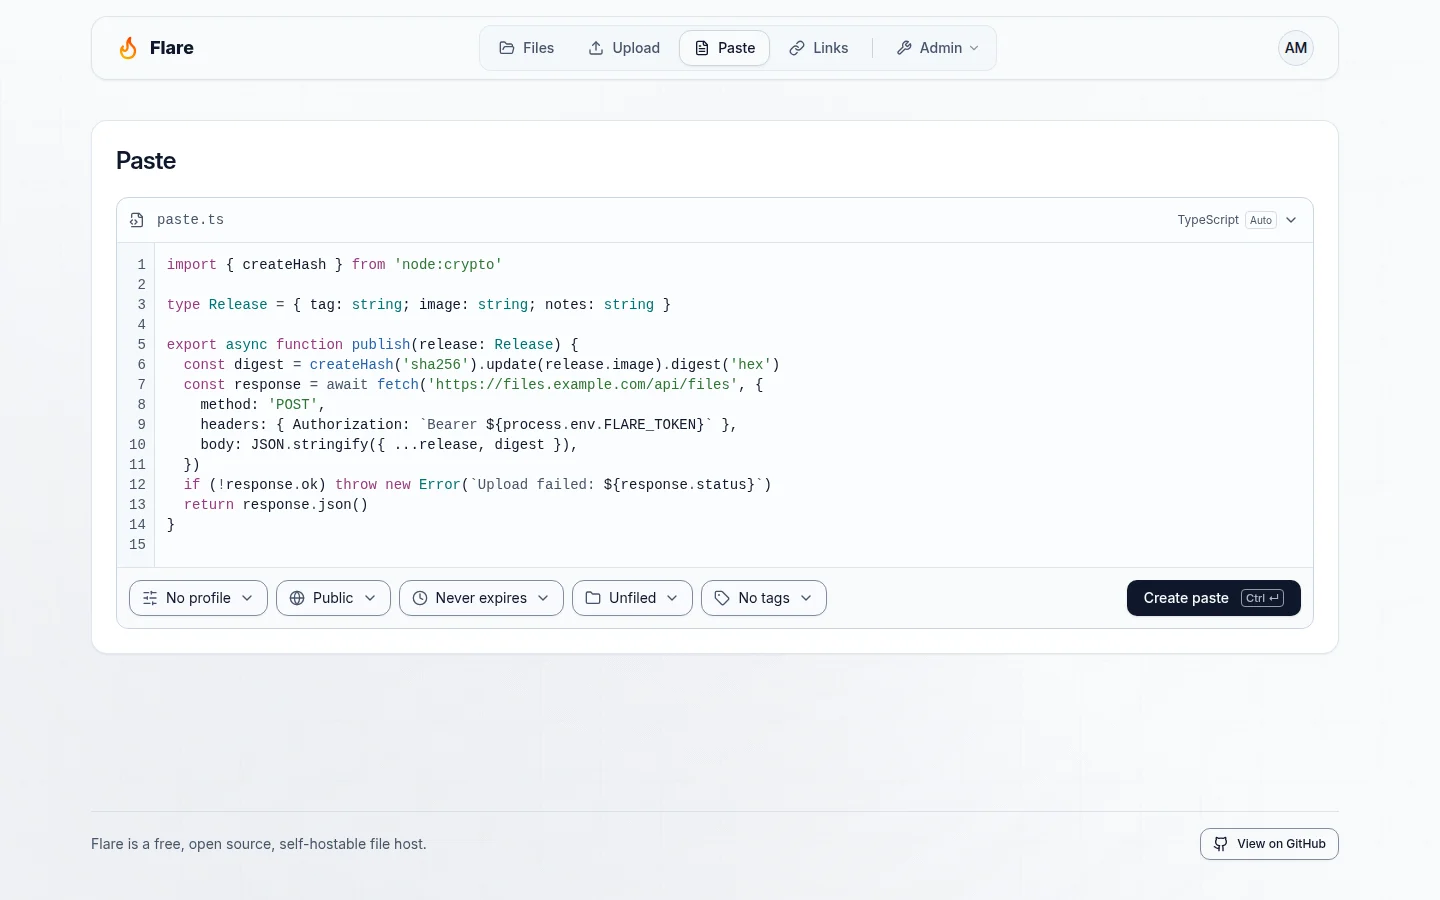 Flare
Files
Upload
Paste
Links
Admin
AM
Paste
paste.ts
TypeScript Auto
1 import { createHash } from 'node:crypto'
2
3 type Release = { tag: string; image: string; notes: string }
4
5 export async function publish(release: Release) {
6   const digest = createHash('sha256').update(release.image).digest('hex')
7   const response = await fetch('https://files.example.com/api/files', {
8     method: 'POST',
9     headers: { Authorization: `Bearer ${process.env.FLARE_TOKEN}` },
10     body: JSON.stringify({ ...release, digest }),
11   })
12   if (!response.ok) throw new Error(`Upload failed: ${response.status}`)
13   return response.json()
14 }
15
No profile
Public
Never expires
Unfiled
No tags
Create paste Ctrl ↵
Flare is a free, open source, self-hostable file host.
View on GitHub